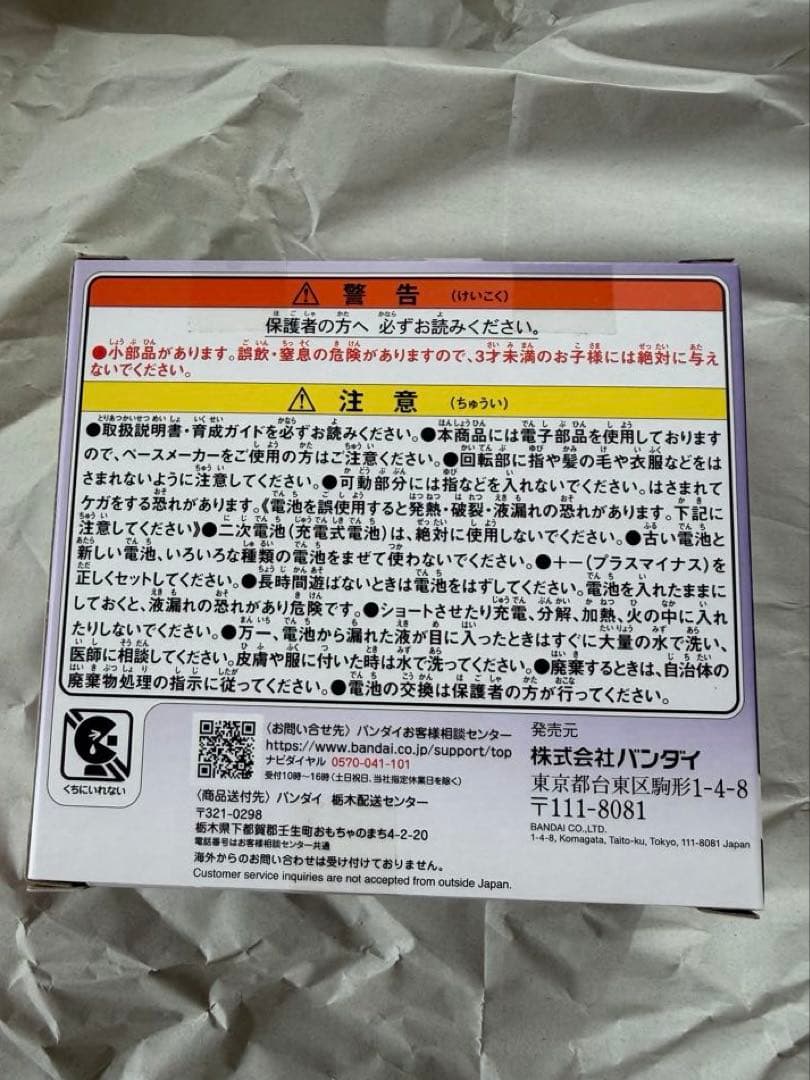 ⚠ 警告 (けいこく)
保護者の方へ 必ずお読みください。
●小部品があります。誤飲・窒息の危険がありますので、3才未満のお子様には絶対に与え
ないでください。
⚠ 注意 (ちゅうい)
●取扱説明書・育成ガイドを必ずお読みください。●本商品には電子部品を使用しております
ので、ペースメーカーをご使用の方はご注意ください。●回転部に指や髪の毛や衣服などをは
さまれないように注意してください。●可動部分には指などを入れないでください。はさまれて
ケガをする恐れがあります。《電池を誤使用すると発熱・破裂・液漏れの恐れがあります。下記に
注意してください》●二次電池(充電式電池)は、絶対に使用しないでください。●古い電池と
新しい電池、いろいろな種類の電池をまぜて使わないでください。●+−(プラスマイナス)を
正しくセットしてください。●長時間遊ばないときは電池をはずしてください。電池を入れたままに
しておくと、液漏れの恐れがあり危険です。●ショートさせたり充電、分解、加熱、火の中に入れ
たりしないでください。●万一、電池から漏れた液が目に入ったときはすぐに大量の水で洗い、
医師に相談してください。皮膚や服に付いた時は水で洗ってください。●廃棄するときは、自治体の
廃棄物処理の指示に従ってください。●電池の交換は保護者の方が行ってください。
くちにいれない
〈お問い合せ先〉バンダイお客様相談センター
https://www.bandai.co.jp/support/top
ナビダイヤル 0570-041-101
受付10時〜16時(土日祝日、当社指定休業日を除く)
〈商品送付先〉バンダイ 栃木配送センター
〒321-0298
栃木県下都賀郡壬生町おもちゃのまち4-2-20
電話番号はお客様相談センター共通
海外からのお問い合わせは受け付けておりません。
Customer service inquiries are not accepted from outside Japan.
発売元
株式会社バンダイ
東京都台東区駒形1-4-8
〒111-8081
BANDAI CO.,LTD.
1-4-8, Komagata, Taito-ku, Tokyo, 111-8081 Japan